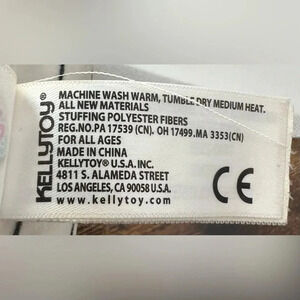 KELLYTOY®
MACHINE WASH WARM, TUMBLE DRY MEDIUM HEAT.
ALL NEW MATERIALS
STUFFING POLYESTER FIBERS
REG.NO.PA 17539 (CN). OH 17499.MA 3353(CN)
FOR ALL AGES
MADE IN CHINA
KELLYTOY® U.S.A. INC.
4811 S. ALAMEDA STREET
LOS ANGELES, CA 90058 U.S.A.
www.kellytoy.com
CE